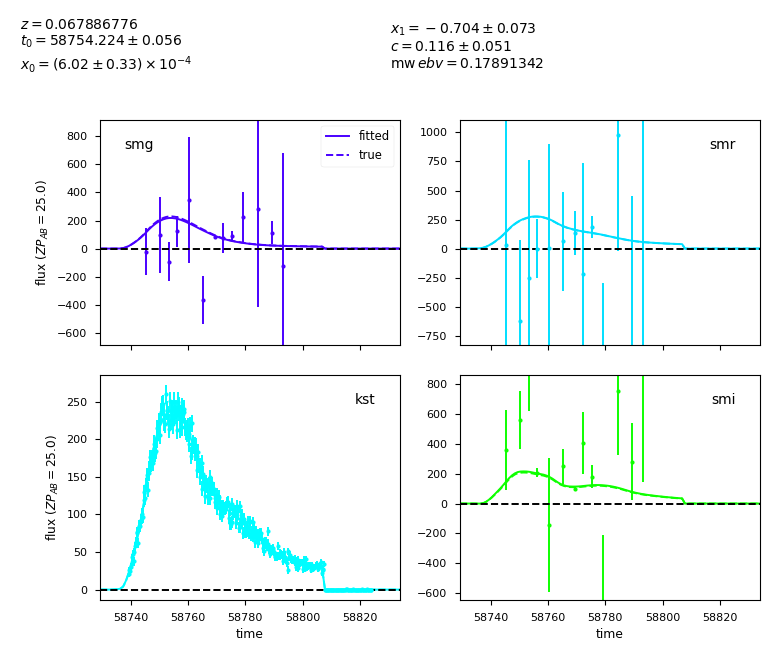 z = 0.067886776
t0 = 58754.224 ± 0.056
x0 = (6.02 ± 0.33) × 10^−4
x1 = −0.704 ± 0.073
c = 0.116 ± 0.051
mw ebv = 0.17891342
smg
fitted
true
flux (ZP_AB = 25.0)
800
600
400
200
0
−200
−400
−600
smr
1000
750
500
250
0
−250
−500
−750
kst
flux (ZP_AB = 25.0)
250
200
150
100
50
0
58740 58760 58780 58800 58820
time
smi
800
600
400
200
0
−200
−400
−600
58740 58760 58780 58800 58820
time